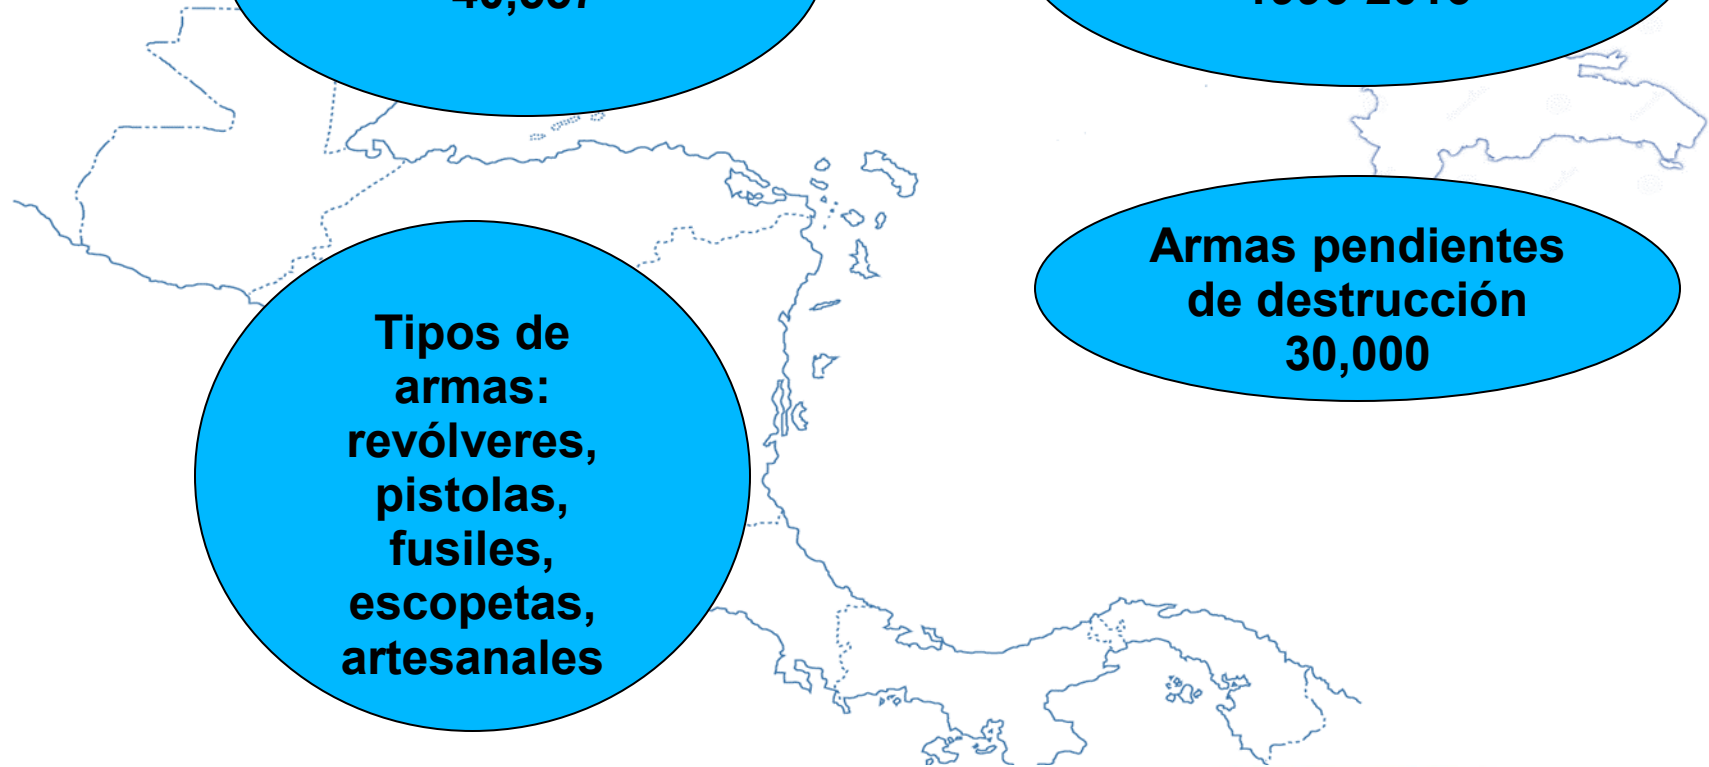 Tipos de
armas:
revólveres,
pistolas,
fusiles,
escopetas,
artesanales
Armas pendientes
de destrucción
30,000